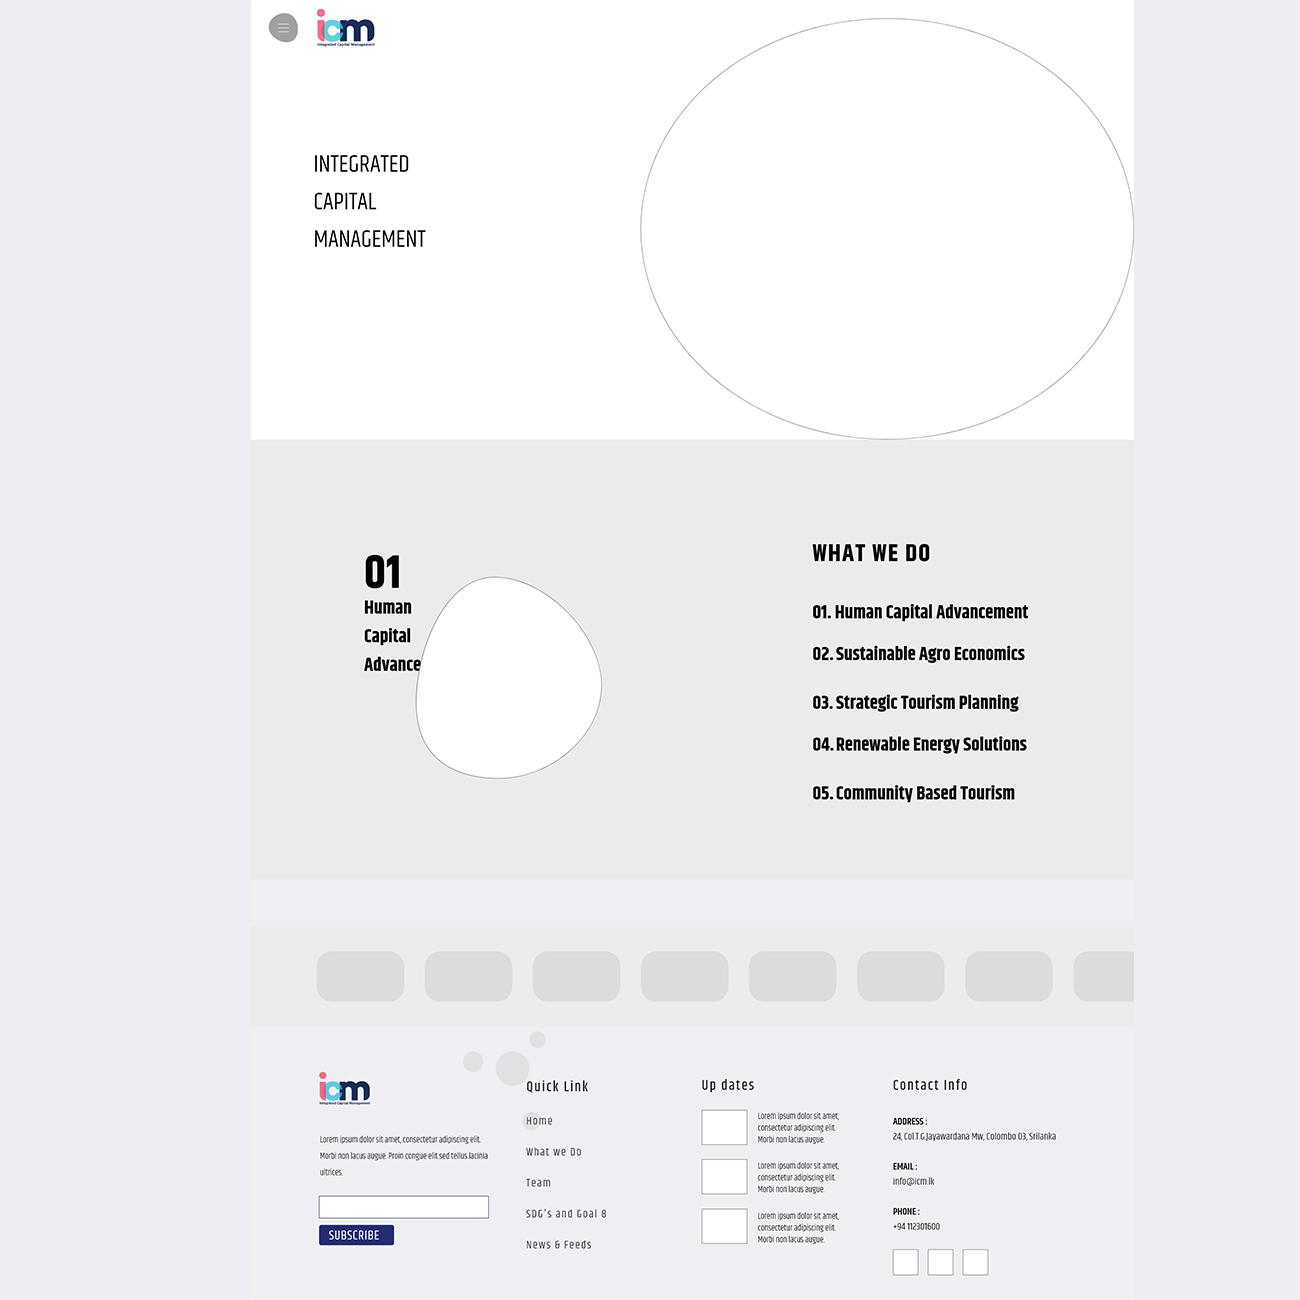 icm
Integrated Capital Management
INTEGRATED
CAPITAL
MANAGEMENT
01
Human
Capital
Advance
WHAT WE DO
01. Human Capital Advancement
02. Sustainable Agro Economics
03. Strategic Tourism Planning
04. Renewable Energy Solutions
05. Community Based Tourism
icm
Integrated Capital Management
Lorem ipsum dolor sit amet, consectetur adipiscing elit.
Morbi non lacus augue. Proin congue elit sed tellus lacinia
ultrices.
SUBSCRIBE
Quick Link
Home
What we Do
Team
SDG's and Goal 8
News & Feeds
Up dates
Lorem ipsum dolor sit amet,
consectetur adipiscing elit.
Morbi non lacus augue.
Lorem ipsum dolor sit amet,
consectetur adipiscing elit.
Morbi non lacus augue.
Lorem ipsum dolor sit amet,
consectetur adipiscing elit.
Morbi non lacus augue.
Contact Info
ADDRESS :
24, Col.T.G.Jayawardana Mw, Colombo 03, Srilanka
EMAIL :
info@icm.lk
PHONE :
+94 112301600